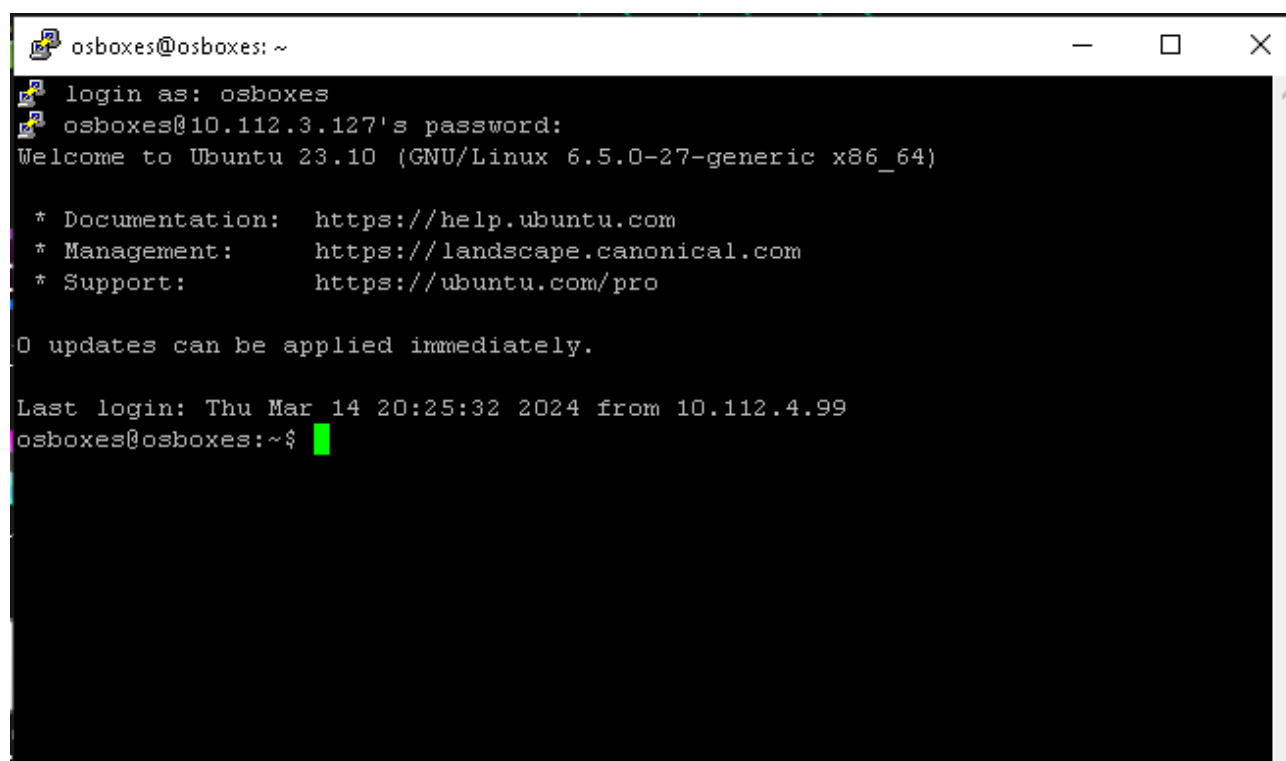 osboxes@osboxes: ~
login as: osboxes
osboxes@10.112.3.127's password:
Welcome to Ubuntu 23.10 (GNU/Linux 6.5.0-27-generic x86_64)
* Documentation:  https://help.ubuntu.com
* Management:     https://landscape.canonical.com
* Support:        https://ubuntu.com/pro
0 updates can be applied immediately.
Last login: Thu Mar 14 20:25:32 2024 from 10.112.4.99
osboxes@osboxes:~$